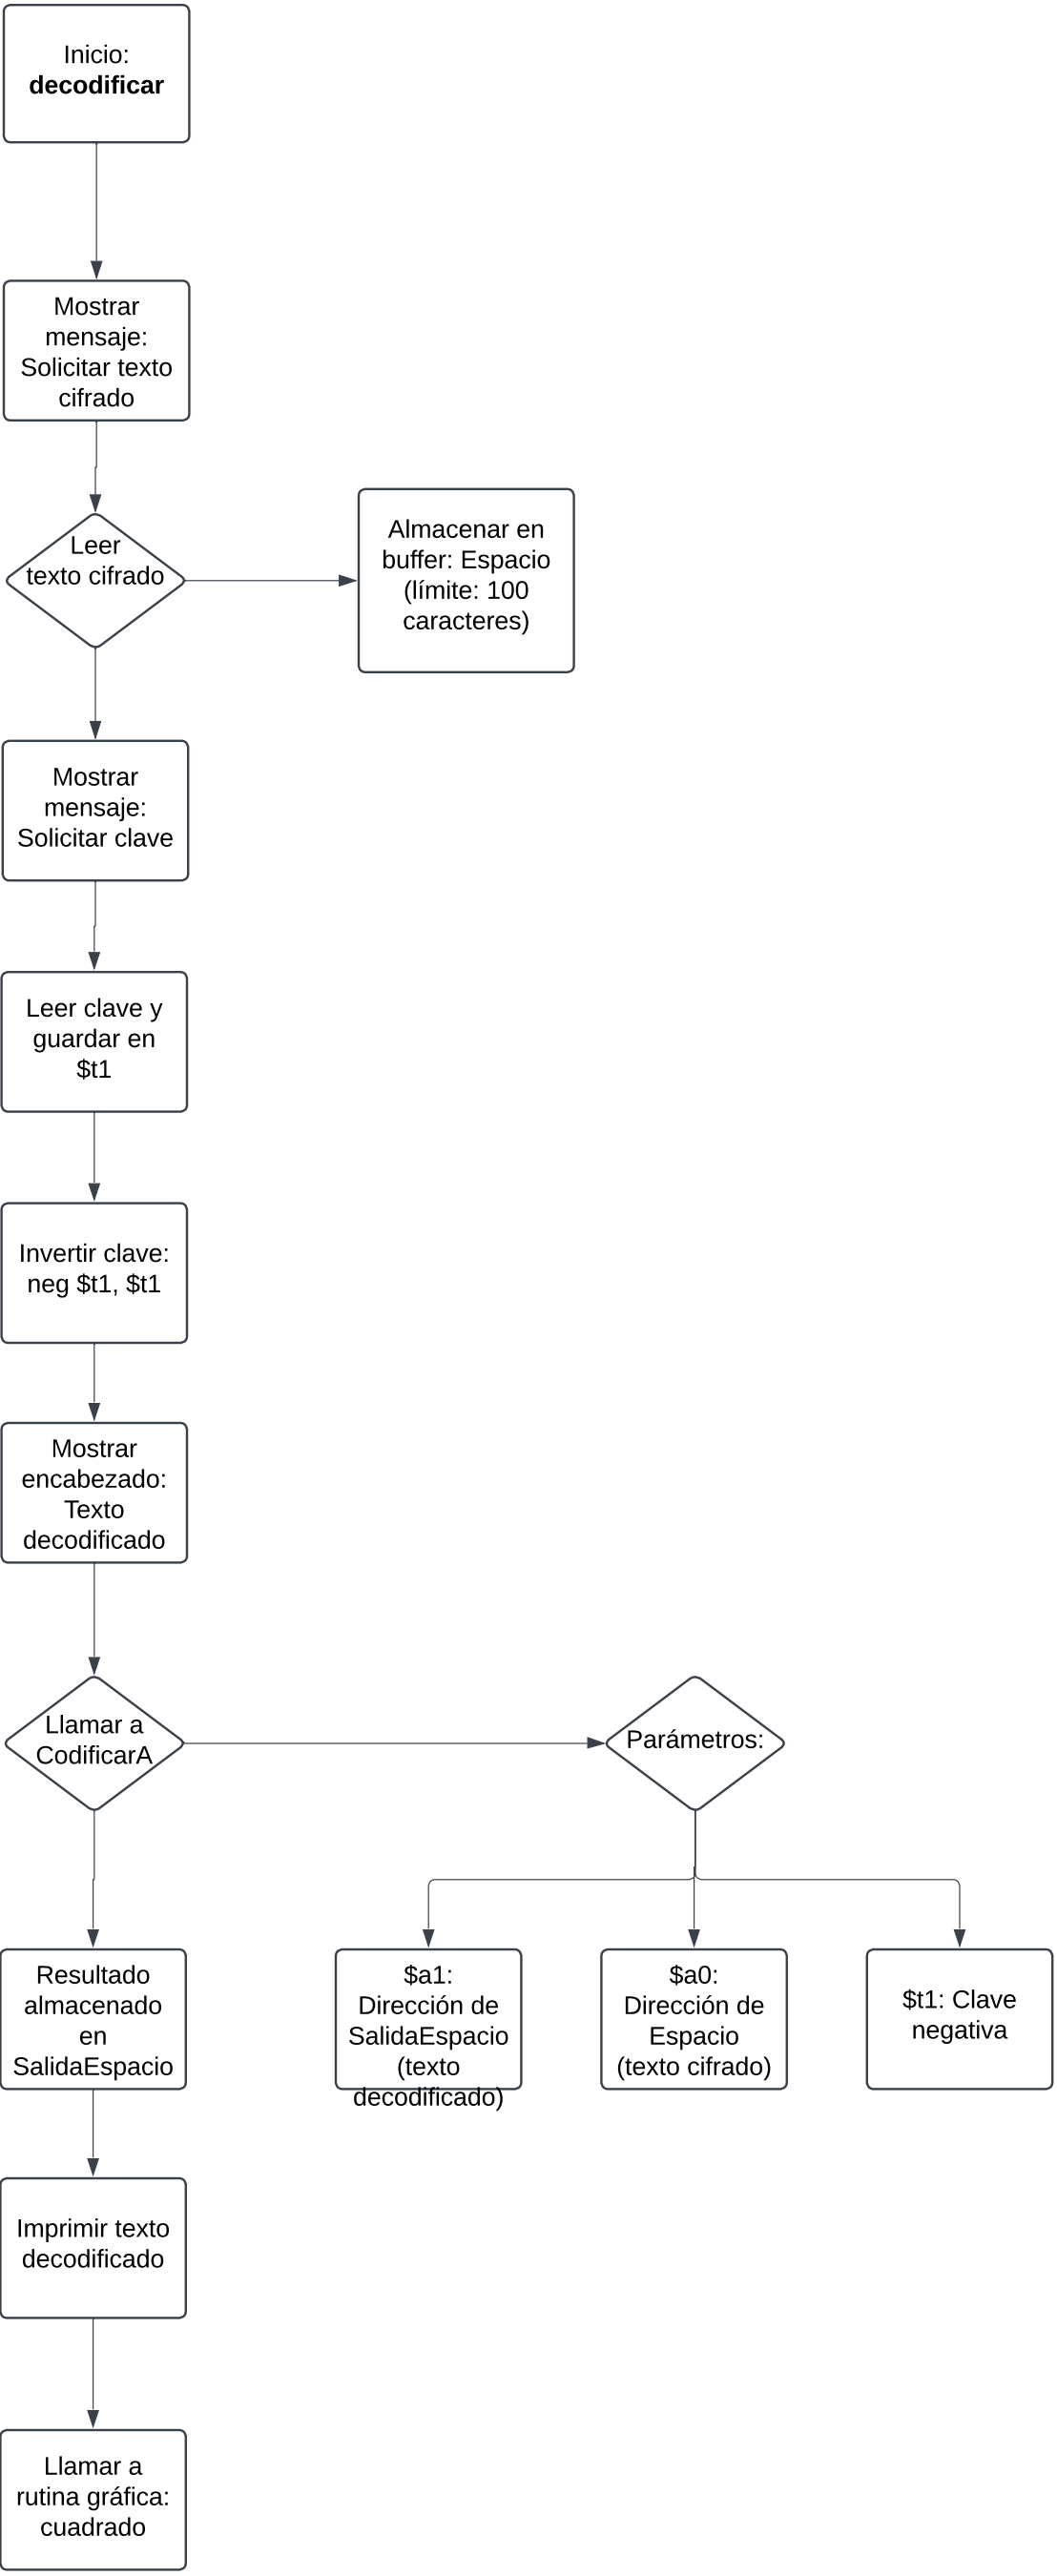 Inicio:
decodificar
Mostrar
mensaje:
Solicitar texto
cifrado
Leer
texto cifrado
Almacenar en
buffer: Espacio
(límite: 100
caracteres)
Mostrar
mensaje:
Solicitar clave
Leer clave y
guardar en
$t1
Invertir clave:
neg $t1, $t1
Mostrar
encabezado:
Texto
decodificado
Llamar a
CodificarA
Parámetros:
Resultado
almacenado
en
SalidaEspacio
$a1:
Dirección de
SalidaEspacio
(texto
decodificado)
$a0:
Dirección de
Espacio
(texto cifrado)
$t1: Clave
negativa
Imprimir texto
decodificado
Llamar a
rutina gráfica:
cuadrado